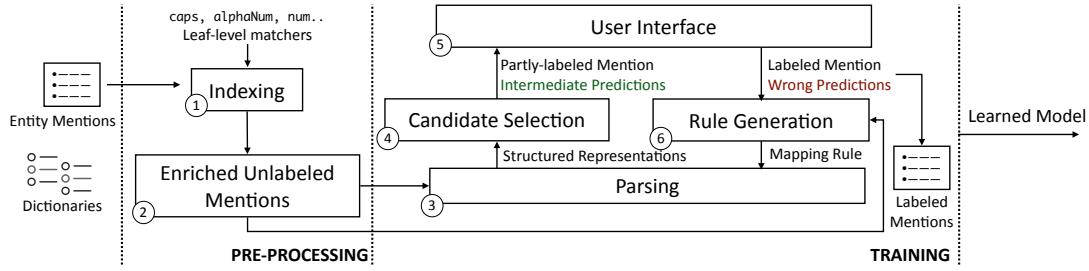 caps, alphaNum, num..
Leaf-level matchers
Entity Mentions
Dictionaries
1
Indexing
2
Enriched Unlabeled
Mentions
PRE-PROCESSING
5
User Interface
Partly-labeled Mention
Intermediate Predictions
Labeled Mention
Wrong Predictions
4
Candidate Selection
6
Rule Generation
Structured Representations
Mapping Rule
3
Parsing
Labeled
Mentions
TRAINING
Learned Model